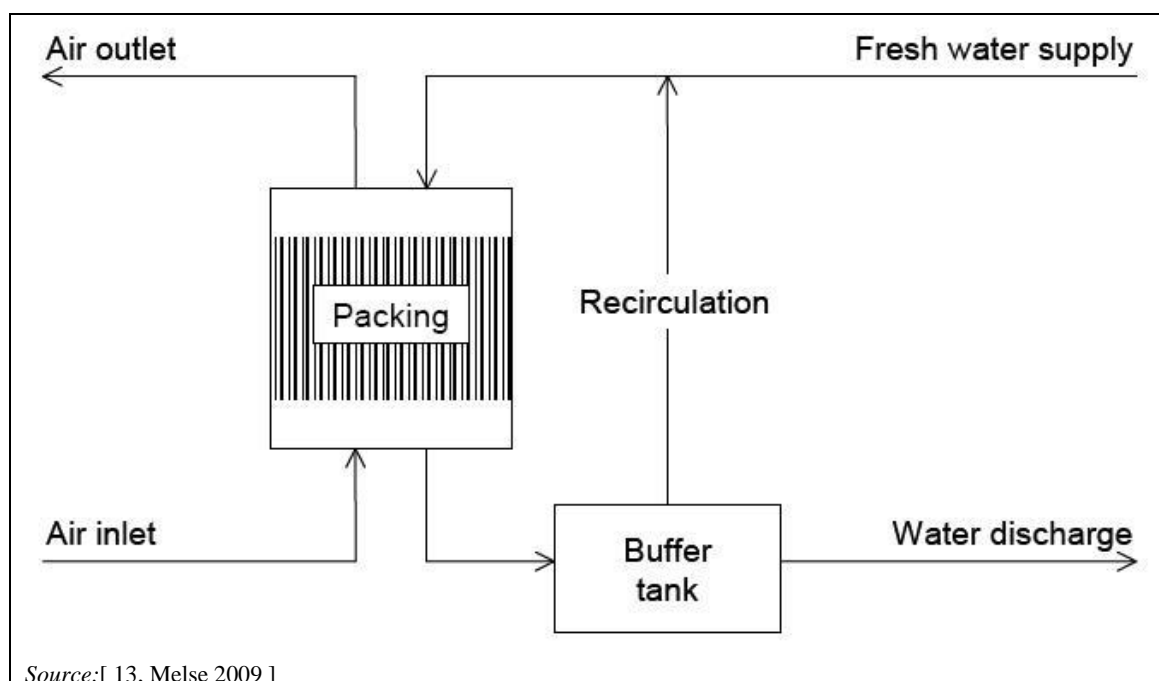 Air outlet
Fresh water supply
Packing
Recirculation
Air inlet
Buffer
tank
Water discharge
Source:[ 13, Melse 2009 ]